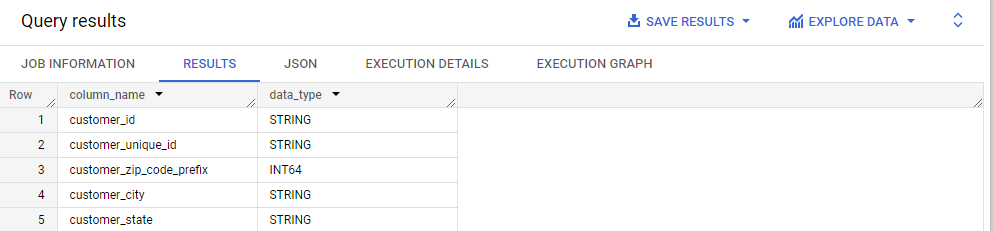 Query results SAVE RESULTS EXPLORE DATA
JOB INFORMATION RESULTS JSON EXECUTION DETAILS EXECUTION GRAPH
Row column_name data_type
1 customer_id STRING
2 customer_unique_id STRING
3 customer_zip_code_prefix INT64
4 customer_city STRING
5 customer_state STRING